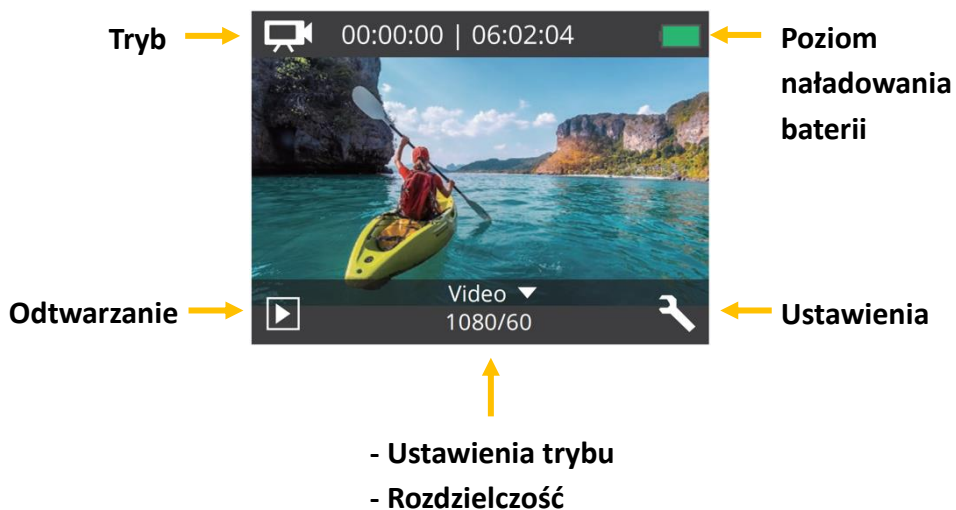 Tryb
00:00:00 | 06:02:04
Poziom
naładowania
baterii
Odtwarzanie
Video
1080/60
Ustawienia
- Ustawienia trybu
- Rozdzielczość